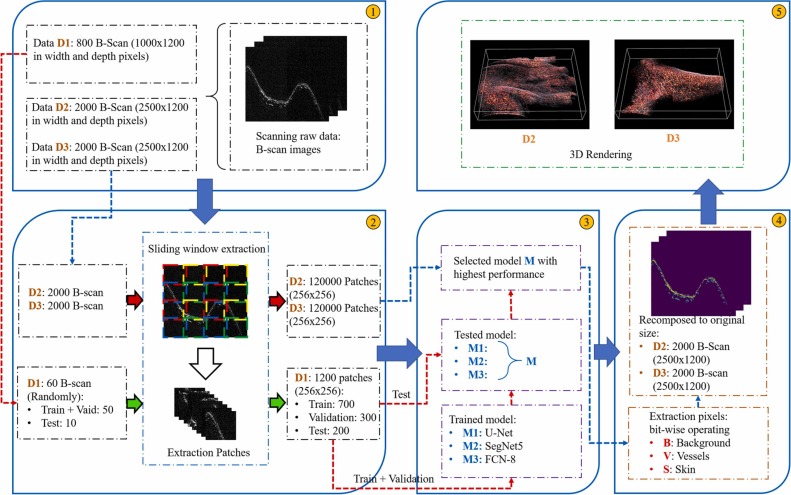 1
Data D1: 800 B-Scan (1000x1200
in width and depth pixels)
Data D2: 2000 B-Scan (2500x1200
in width and depth pixels)
Data D3: 2000 B-Scan (2500x1200
in width and depth pixels)
Scanning raw data:
B-scan images
2
D2: 2000 B-scan
D3: 2000 B-scan
D1: 60 B-scan
(Randomly):
• Train + Vaid: 50
• Test: 10
Sliding window extraction
Extraction Patches
D2: 120000 Patches
(256x256)
D3: 120000 Patches
(256x256)
D1: 1200 patches
(256x256):
• Train: 700
• Validation: 300
• Test: 200
Test
Train + Validation
3
Selected model M with
highest performance
Tested model:
• M1:
• M2:
• M3:
M
Trained model:
• M1: U-Net
• M2: SegNet5
• M3: FCN-8
4
Recomposed to original
size:
• D2: 2000 B-Scan
(2500x1200)
• D3: 2000 B-scan
(2500x1200)
Extraction pixels:
bit-wise operating
• B: Background
• V: Vessels
• S: Skin
5
D2
D3
3D Rendering